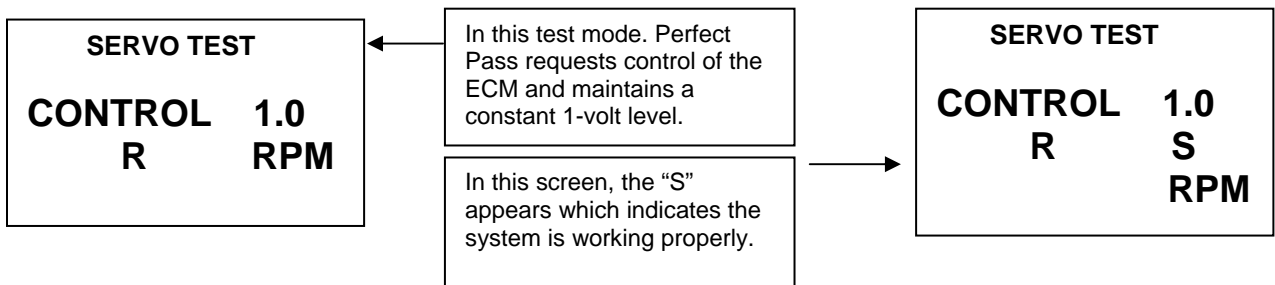 SERVO TEST
CONTROL 1.0
R RPM
In this test mode. Perfect
Pass requests control of the
ECM and maintains a
constant 1-volt level.
In this screen, the “S”
appears which indicates the
system is working properly.
SERVO TEST
CONTROL 1.0
R S
RPM